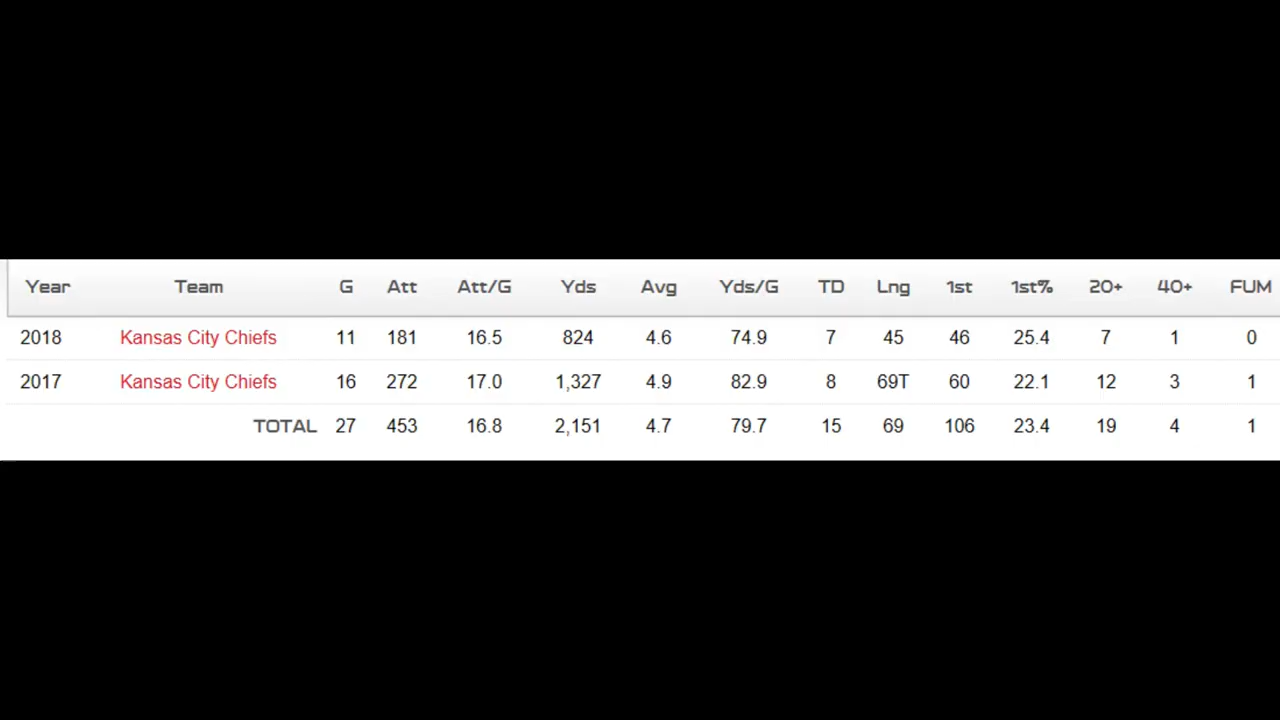 Year Team G Att Att/G Yds Avg Yds/G TD Lng 1st 1st% 20+ 40+ FUM
2018 Kansas City Chiefs 11 181 16.5 824 4.6 74.9 7 45 46 25.4 7 1 0
2017 Kansas City Chiefs 16 272 17.0 1,327 4.9 82.9 8 69T 60 22.1 12 3 1
TOTAL 27 453 16.8 2,151 4.7 79.7 15 69 106 23.4 19 4 1